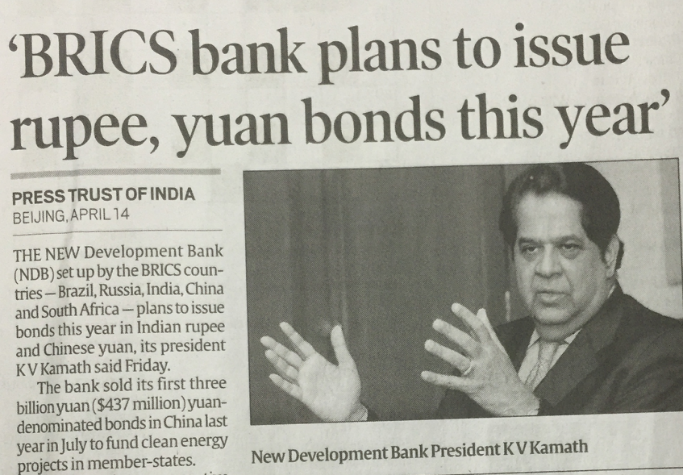 ‘BRICS bank plans to issue
rupee, yuan bonds this year’
PRESS TRUST OF INDIA
BEIJING, APRIL 14
THE NEW Development Bank
(NDB) set up by the BRICS coun-
tries — Brazil, Russia, India, China
and South Africa — plans to issue
bonds this year in Indian rupee
and Chinese yuan, its president
K V Kamath said Friday.
The bank sold its first three
billion yuan ($437 million) yuan-
denominated bonds in China last
year in July to fund clean energy
projects in member-states.
New Development Bank President K V Kamath